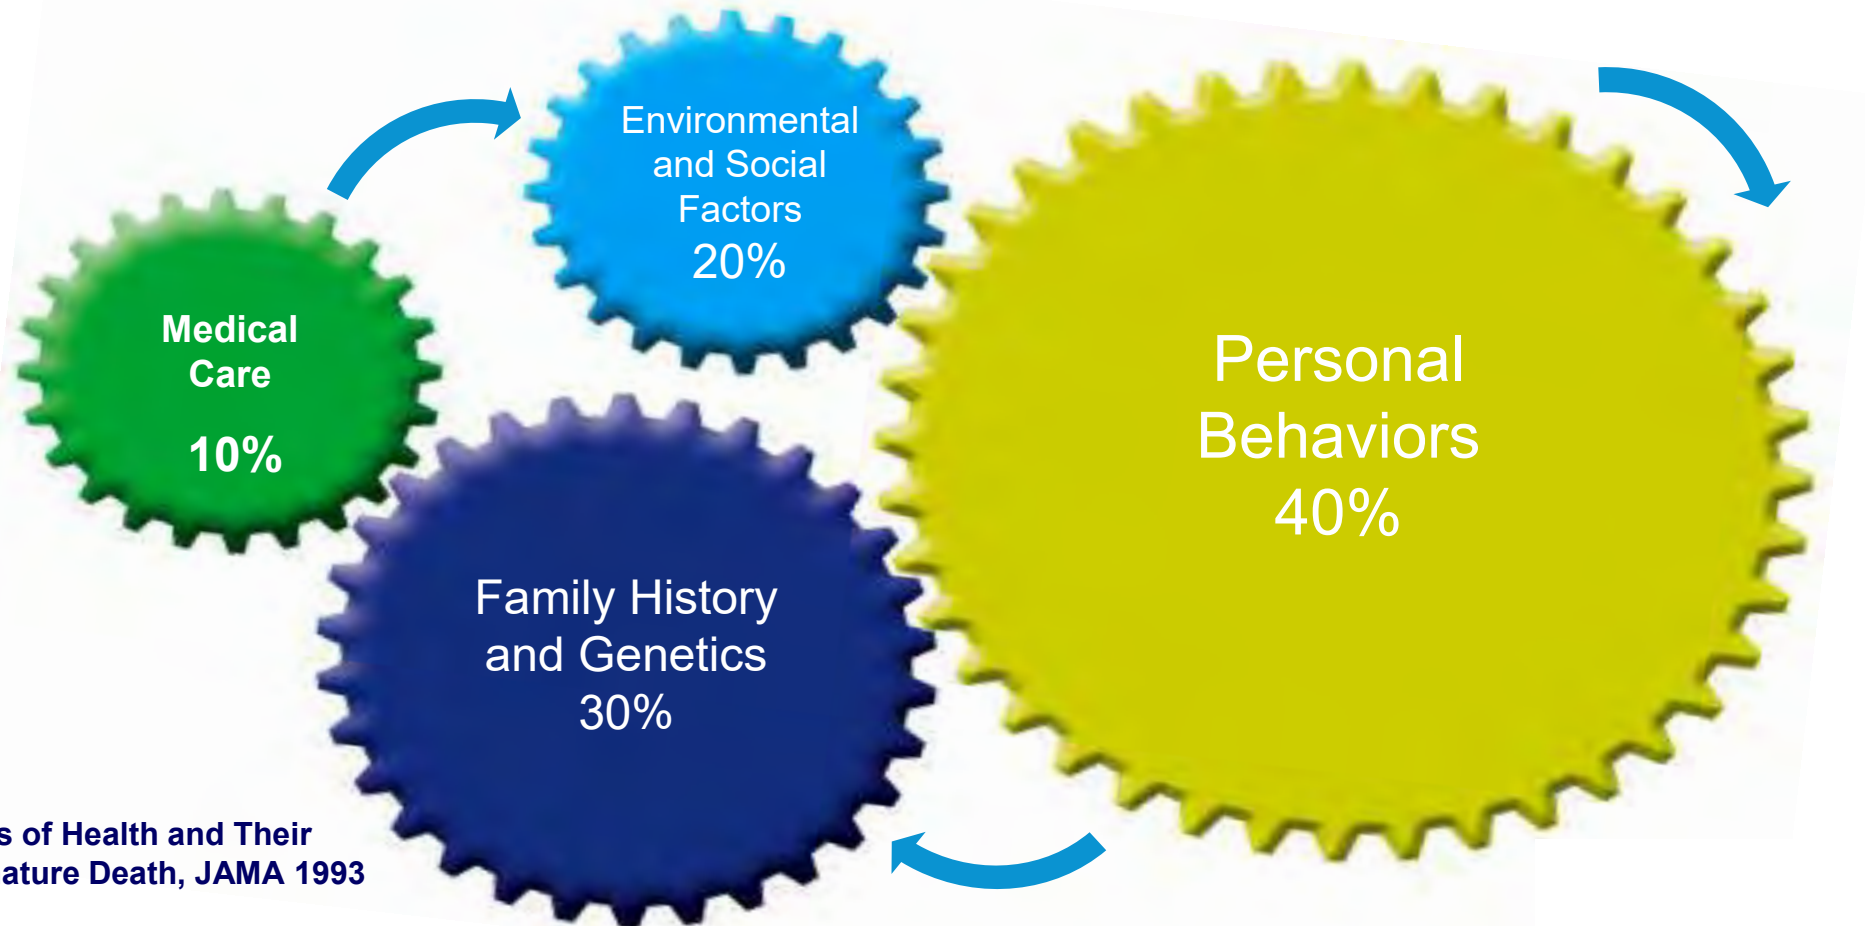 Environmental
and Social
Factors
20%
Medical
Care
10%
Personal
Behaviors
40%
Family History
and Genetics
30%
s of Health and Their
ature Death, JAMA 1993